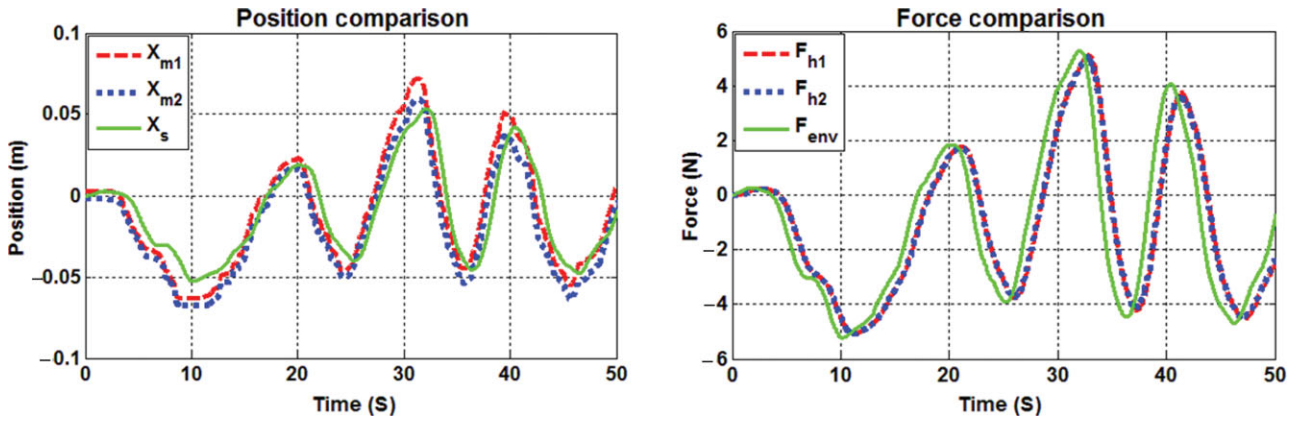 Position comparison
0.1
0.05
0
−0.05
−0.1
Position (m)
X_m1
X_m2
X_s
0 10 20 30 40 50
Time (S)
Force comparison
6
4
2
0
−2
−4
−6
Force (N)
F_h1
F_h2
F_env
0 10 20 30 40 50
Time (S)